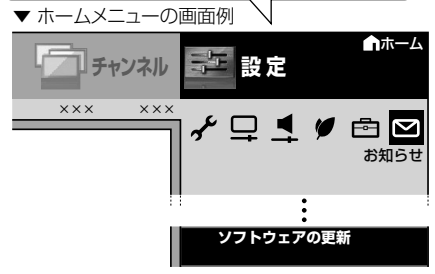 ▼ ホームメニューの画面例
ホーム
チャンネル
設定
××× ×××
お知らせ
ソフトウェアの更新